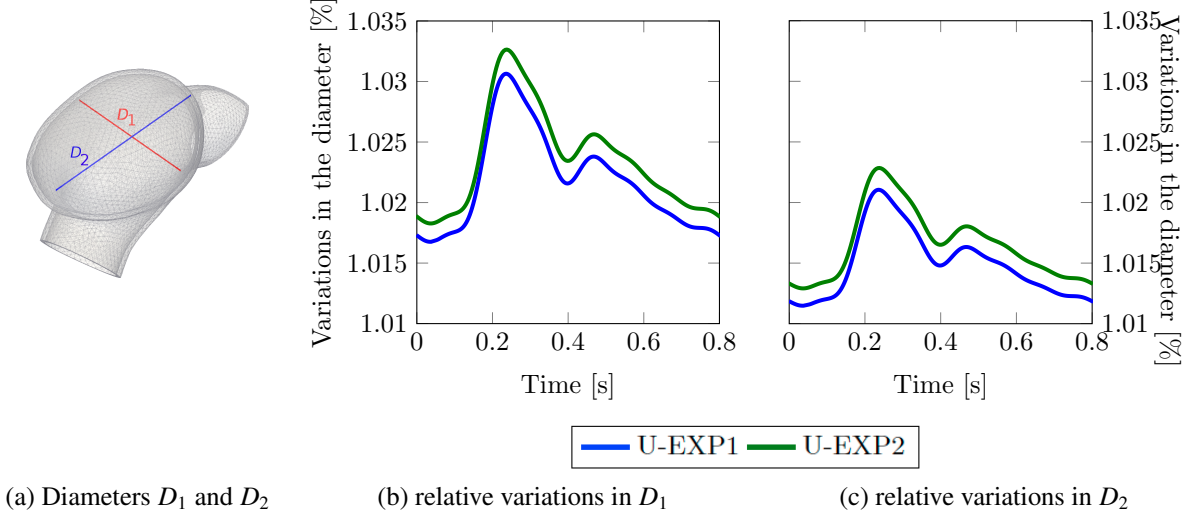 D1
D2
Variations in the diameter [%]
1.035
1.03
1.025
1.02
1.015
1.01
0
0.2
0.4
0.6
0.8
Time [s]
1.035
1.03
1.025
1.02
1.015
1.01
Variations in the diameter [%]
0
0.2
0.4
0.6
0.8
Time [s]
U-EXP1
U-EXP2
(a) Diameters D1 and D2
(b) relative variations in D1
(c) relative variations in D2